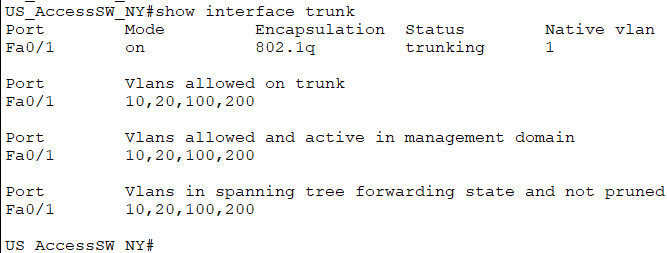 US_AccessSW_NY#show interface trunk
Port Mode Encapsulation Status Native vlan
Fa0/1 on 802.1q trunking 1
Port Vlans allowed on trunk
Fa0/1 10,20,100,200
Port Vlans allowed and active in management domain
Fa0/1 10,20,100,200
Port Vlans in spanning tree forwarding state and not pruned
Fa0/1 10,20,100,200
US_AccessSW_NY#